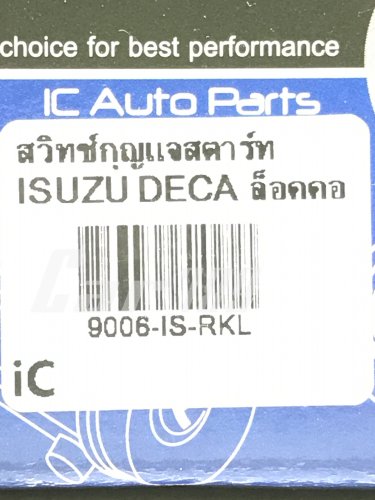 choice for best performance
IC Auto Parts
สวิทช์กุญแจสตาร์ท
ISUZU DECA ล็อคคอ
9006-IS-RKL
iC